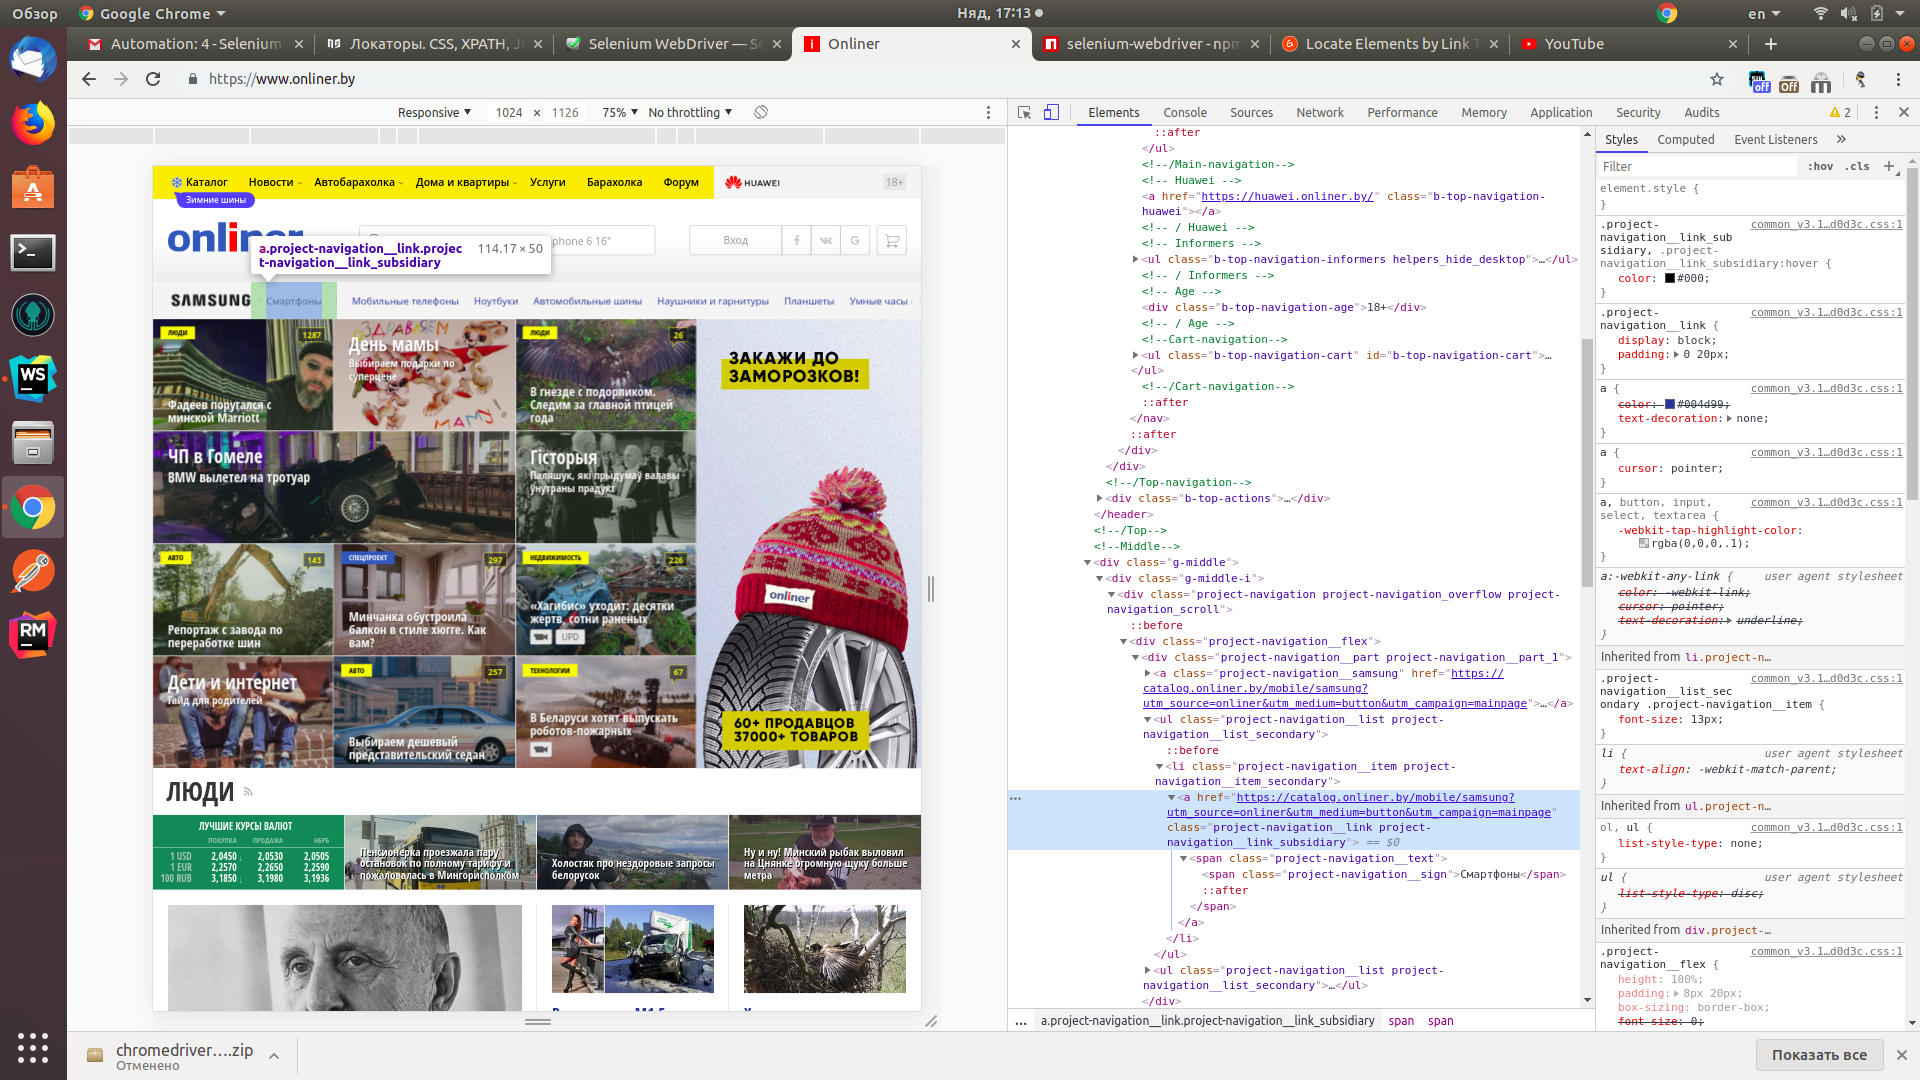 Обзор
Google Chrome
Няд, 17:13
en
Automation: 4 - Selenium
Локаторы. CSS, XPATH, J
Selenium WebDriver — Se
Onliner
selenium-webdriver - npm
Locate Elements by Link T
YouTube
https://www.onliner.by
off
Off
Responsive
1024 × 1126
75%
No throttling
Elements
Console
Sources
Network
Performance
Memory
Application
Security
Audits
2
Каталог
Новости
Автобарахолка
Дома и квартиры
Услуги
Барахолка
Форум
HUAWEI
18+
Зимние шины
onliner
phone 6 16"
Вход
a.project-navigation__link.projec
t-navigation__link_subsidiary
114.17 × 50
SAMSUNG
Смартфоны
Мобильные телефоны
Ноутбуки
Автомобильные шины
Наушники и гарнитуры
Планшеты
Умные часы
ЛЮДИ
1287
Фадеев поругался с
минской Marriott
День мамы
Выбираем подарки по
суперцене
ЛЮДИ
26
В гнезде с подорликом.
Следим за главной птицей
года
ЗАКАЖИ ДО
ЗАМОРОЗКОВ!
ЧП в Гомеле
BMW вылетел на тротуар
Гісторыя
Паляшук, які прыдумаў валавы
ўнутраны прадукт
АВТО
143
Репортаж с завода по
переработке шин
СПЕЦПРОЕКТ
297
Минчанка обустроила
балкон в стиле хюгге. Как
вам?
НЕДВИЖИМОСТЬ
226
«Хагибис» уходит: десятки
жертв, сотни раненых
UPD
onliner
Дети и интернет
Гайд для родителей
АВТО
257
Выбираем дешевый
представительский седан
ТЕХНОЛОГИИ
67
В Беларуси хотят выпускать
роботов-пожарных
60+ ПРОДАВЦОВ
37000+ ТОВАРОВ
ЛЮДИ
ЛУЧШИЕ КУРСЫ ВАЛЮТ
ПОКУПКА ПРОДАЖА НБРБ
1 USD 2,0450 ↓ 2,0530 2,0505
1 EUR 2,2570 2,2650 2,2590
100 RUB 3,1850 ↓ 3,1980 3,1936
Пенсионерка проезжала пару
остановок по полному тарифу и
пожаловалась в Мингорисполком
Холостяк про нездоровые запросы
белорусок
Ну и ну! Минский рыбак выловил
на Цнянке огромную щуку больше
метра
::after
</ul>
<!--/Main-navigation-->
<!-- Huawei -->
<a href="https://huawei.onliner.by/" class="b-top-navigation-
huawei"></a>
<!-- / Huawei -->
<!-- Informers -->
<ul class="b-top-navigation-informers helpers_hide_desktop">…</ul>
<!-- / Informers -->
<!-- Age -->
<div class="b-top-navigation-age">18+</div>
<!-- / Age -->
<!--Cart-navigation-->
<ul class="b-top-navigation-cart" id="b-top-navigation-cart">…
</ul>
<!--/Cart-navigation-->
::after
</nav>
::after
</div>
</div>
<!--/Top-navigation-->
<div class="b-top-actions">…</div>
</header>
<!--/Top-->
<!--Middle-->
<div class="g-middle">
<div class="g-middle-i">
<div class="project-navigation project-navigation_overflow project-
navigation_scroll">
::before
<div class="project-navigation__flex">
<div class="project-navigation__part project-navigation__part_1">
<a class="project-navigation__samsung" href="https://
catalog.onliner.by/mobile/samsung?
utm_source=onliner&utm_medium=button&utm_campaign=mainpage">…</a>
<ul class="project-navigation__list project-
navigation__list_secondary">
::before
<li class="project-navigation__item project-
navigation__item_secondary">
<a href="https://catalog.onliner.by/mobile/samsung?
utm_source=onliner&utm_medium=button&utm_campaign=mainpage"
class="project-navigation__link project-
navigation__link_subsidiary"> == $0
<span class="project-navigation__text">
<span class="project-navigation__sign">Смартфоны</span>
::after
</span>
</a>
</li>
</ul>
<ul class="project-navigation__list project-
navigation__list_secondary">…</ul>
</div>
... a.project-navigation__link.project-navigation__link_subsidiary span span
Styles
Computed
Event Listeners
Filter
:hov .cls +
element.style {
}
.project-
navigation__link_sub
sidiary, .project-
navigation__link_subsidiary:hover {
common_v3.1…d0d3c.css:1
color: #000;
}
.project-
navigation__link {
common_v3.1…d0d3c.css:1
display: block;
padding: 0 20px;
}
a {
common_v3.1…d0d3c.css:1
color: #004d99;
text-decoration: none;
}
a {
common_v3.1…d0d3c.css:1
cursor: pointer;
}
a, button, input,
select, textarea {
common_v3.1…d0d3c.css:1
-webkit-tap-highlight-color:
rgba(0,0,0,.1);
}
a:-webkit-any-link {
user agent stylesheet
color: -webkit-link;
cursor: pointer;
text-decoration: underline;
}
Inherited from li.project-n…
.project-
navigation__list_sec
ondary .project-navigation__item {
common_v3.1…d0d3c.css:1
font-size: 13px;
}
li {
user agent stylesheet
text-align: -webkit-match-parent;
}
Inherited from ul.project-n…
ol, ul {
common_v3.1…d0d3c.css:1
list-style-type: none;
}
ul {
user agent stylesheet
list-style-type: disc;
}
Inherited from div.project-…
.project-
navigation__flex {
common_v3.1…d0d3c.css:1
height: 100%;
padding: 8px 20px;
box-sizing: border-box;
font-size: 0;
chromedriver….zip
Отменено
Показать все